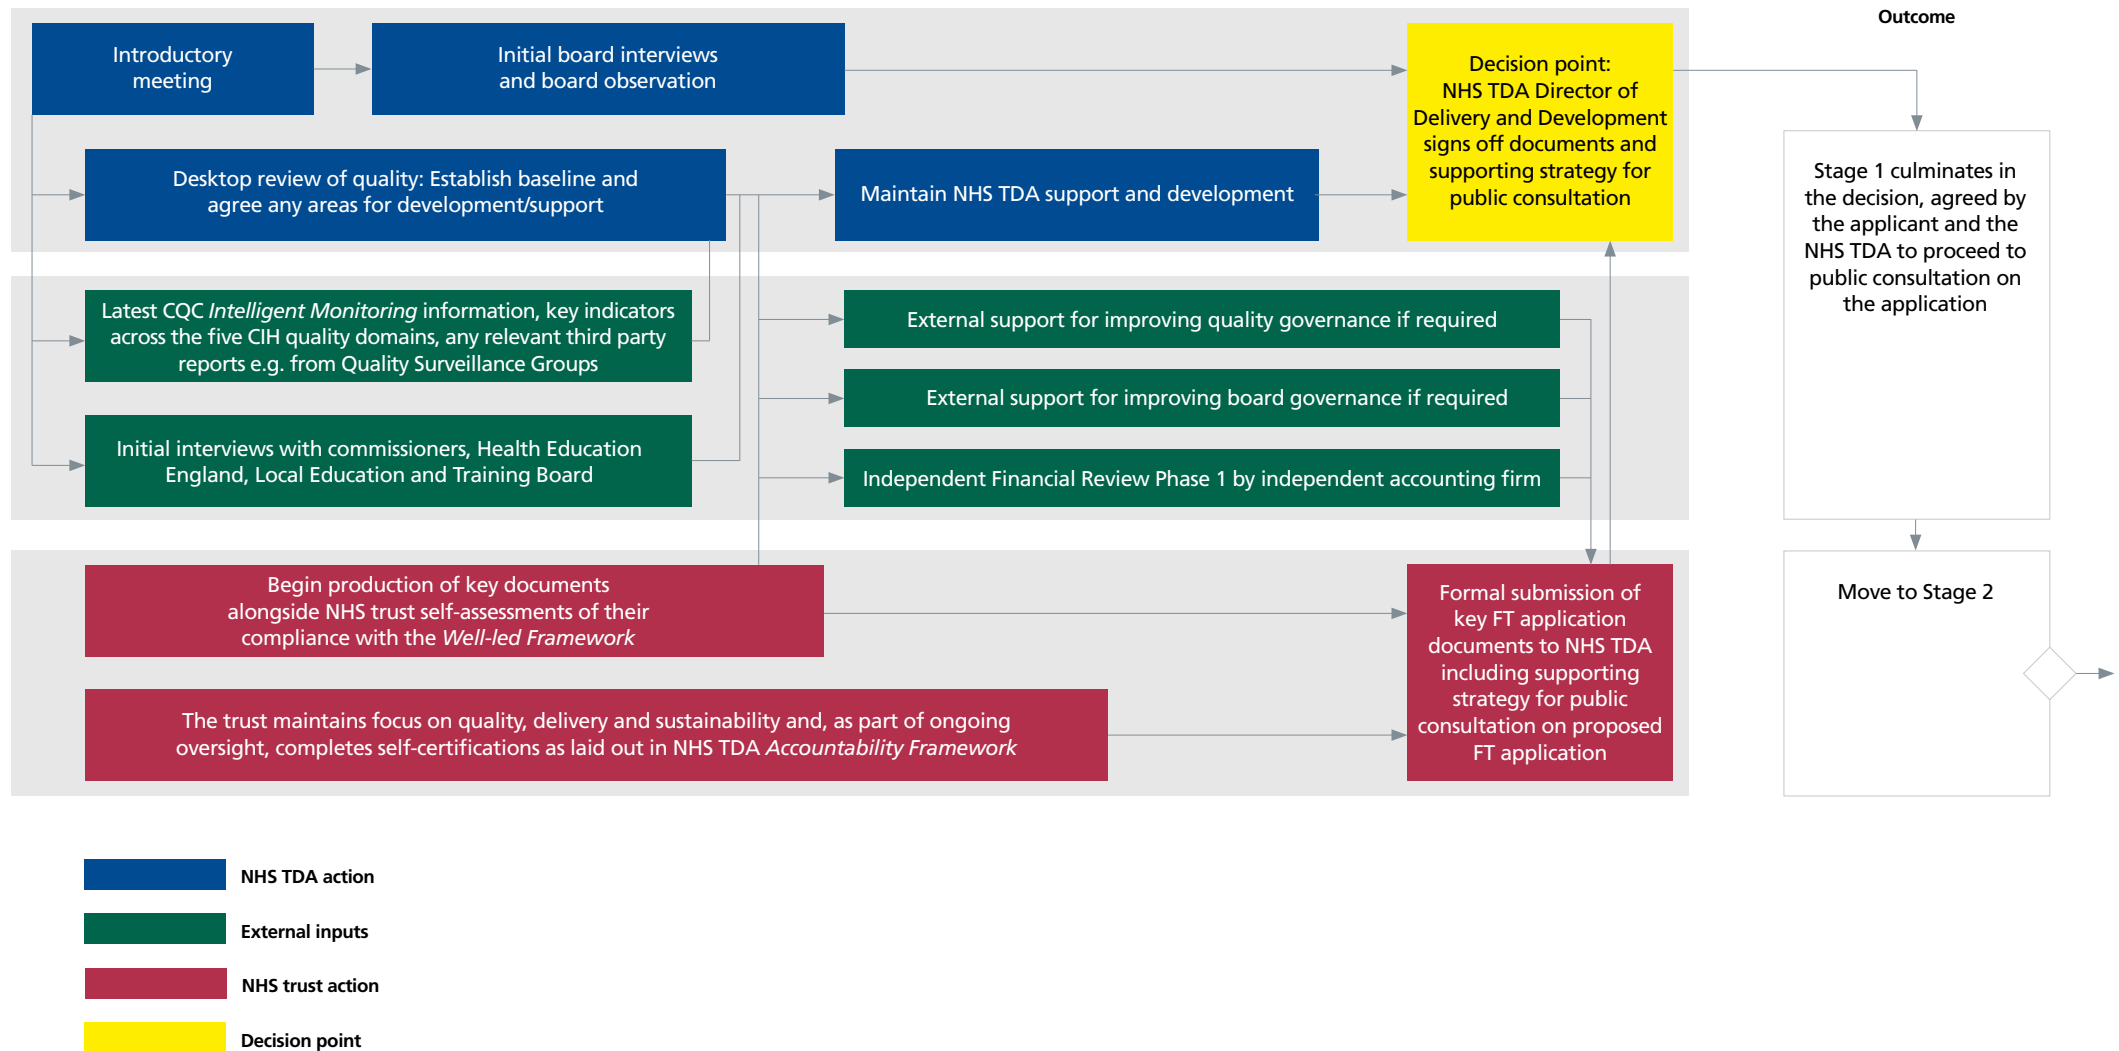 Outcome
Introductory
meeting
Initial board interviews
and board observation
Decision point:
NHS TDA Director of
Delivery and Development
signs off documents and
supporting strategy for
public consultation
Desktop review of quality: Establish baseline and
agree any areas for development/support
Maintain NHS TDA support and development
Stage 1 culminates in
the decision, agreed by
the applicant and the
NHS TDA to proceed to
public consultation on
the application
Latest CQC Intelligent Monitoring information, key indicators
across the five CIH quality domains, any relevant third party
reports e.g. from Quality Surveillance Groups
External support for improving quality governance if required
External support for improving board governance if required
Initial interviews with commissioners, Health Education
England, Local Education and Training Board
Independent Financial Review Phase 1 by independent accounting firm
Begin production of key documents
alongside NHS trust self-assessments of their
compliance with the Well-led Framework
Formal submission of
key FT application
documents to NHS TDA
including supporting
strategy for public
consultation on proposed
FT application
Move to Stage 2
The trust maintains focus on quality, delivery and sustainability and, as part of ongoing
oversight, completes self-certifications as laid out in NHS TDA Accountability Framework
NHS TDA action
External inputs
NHS trust action
Decision point